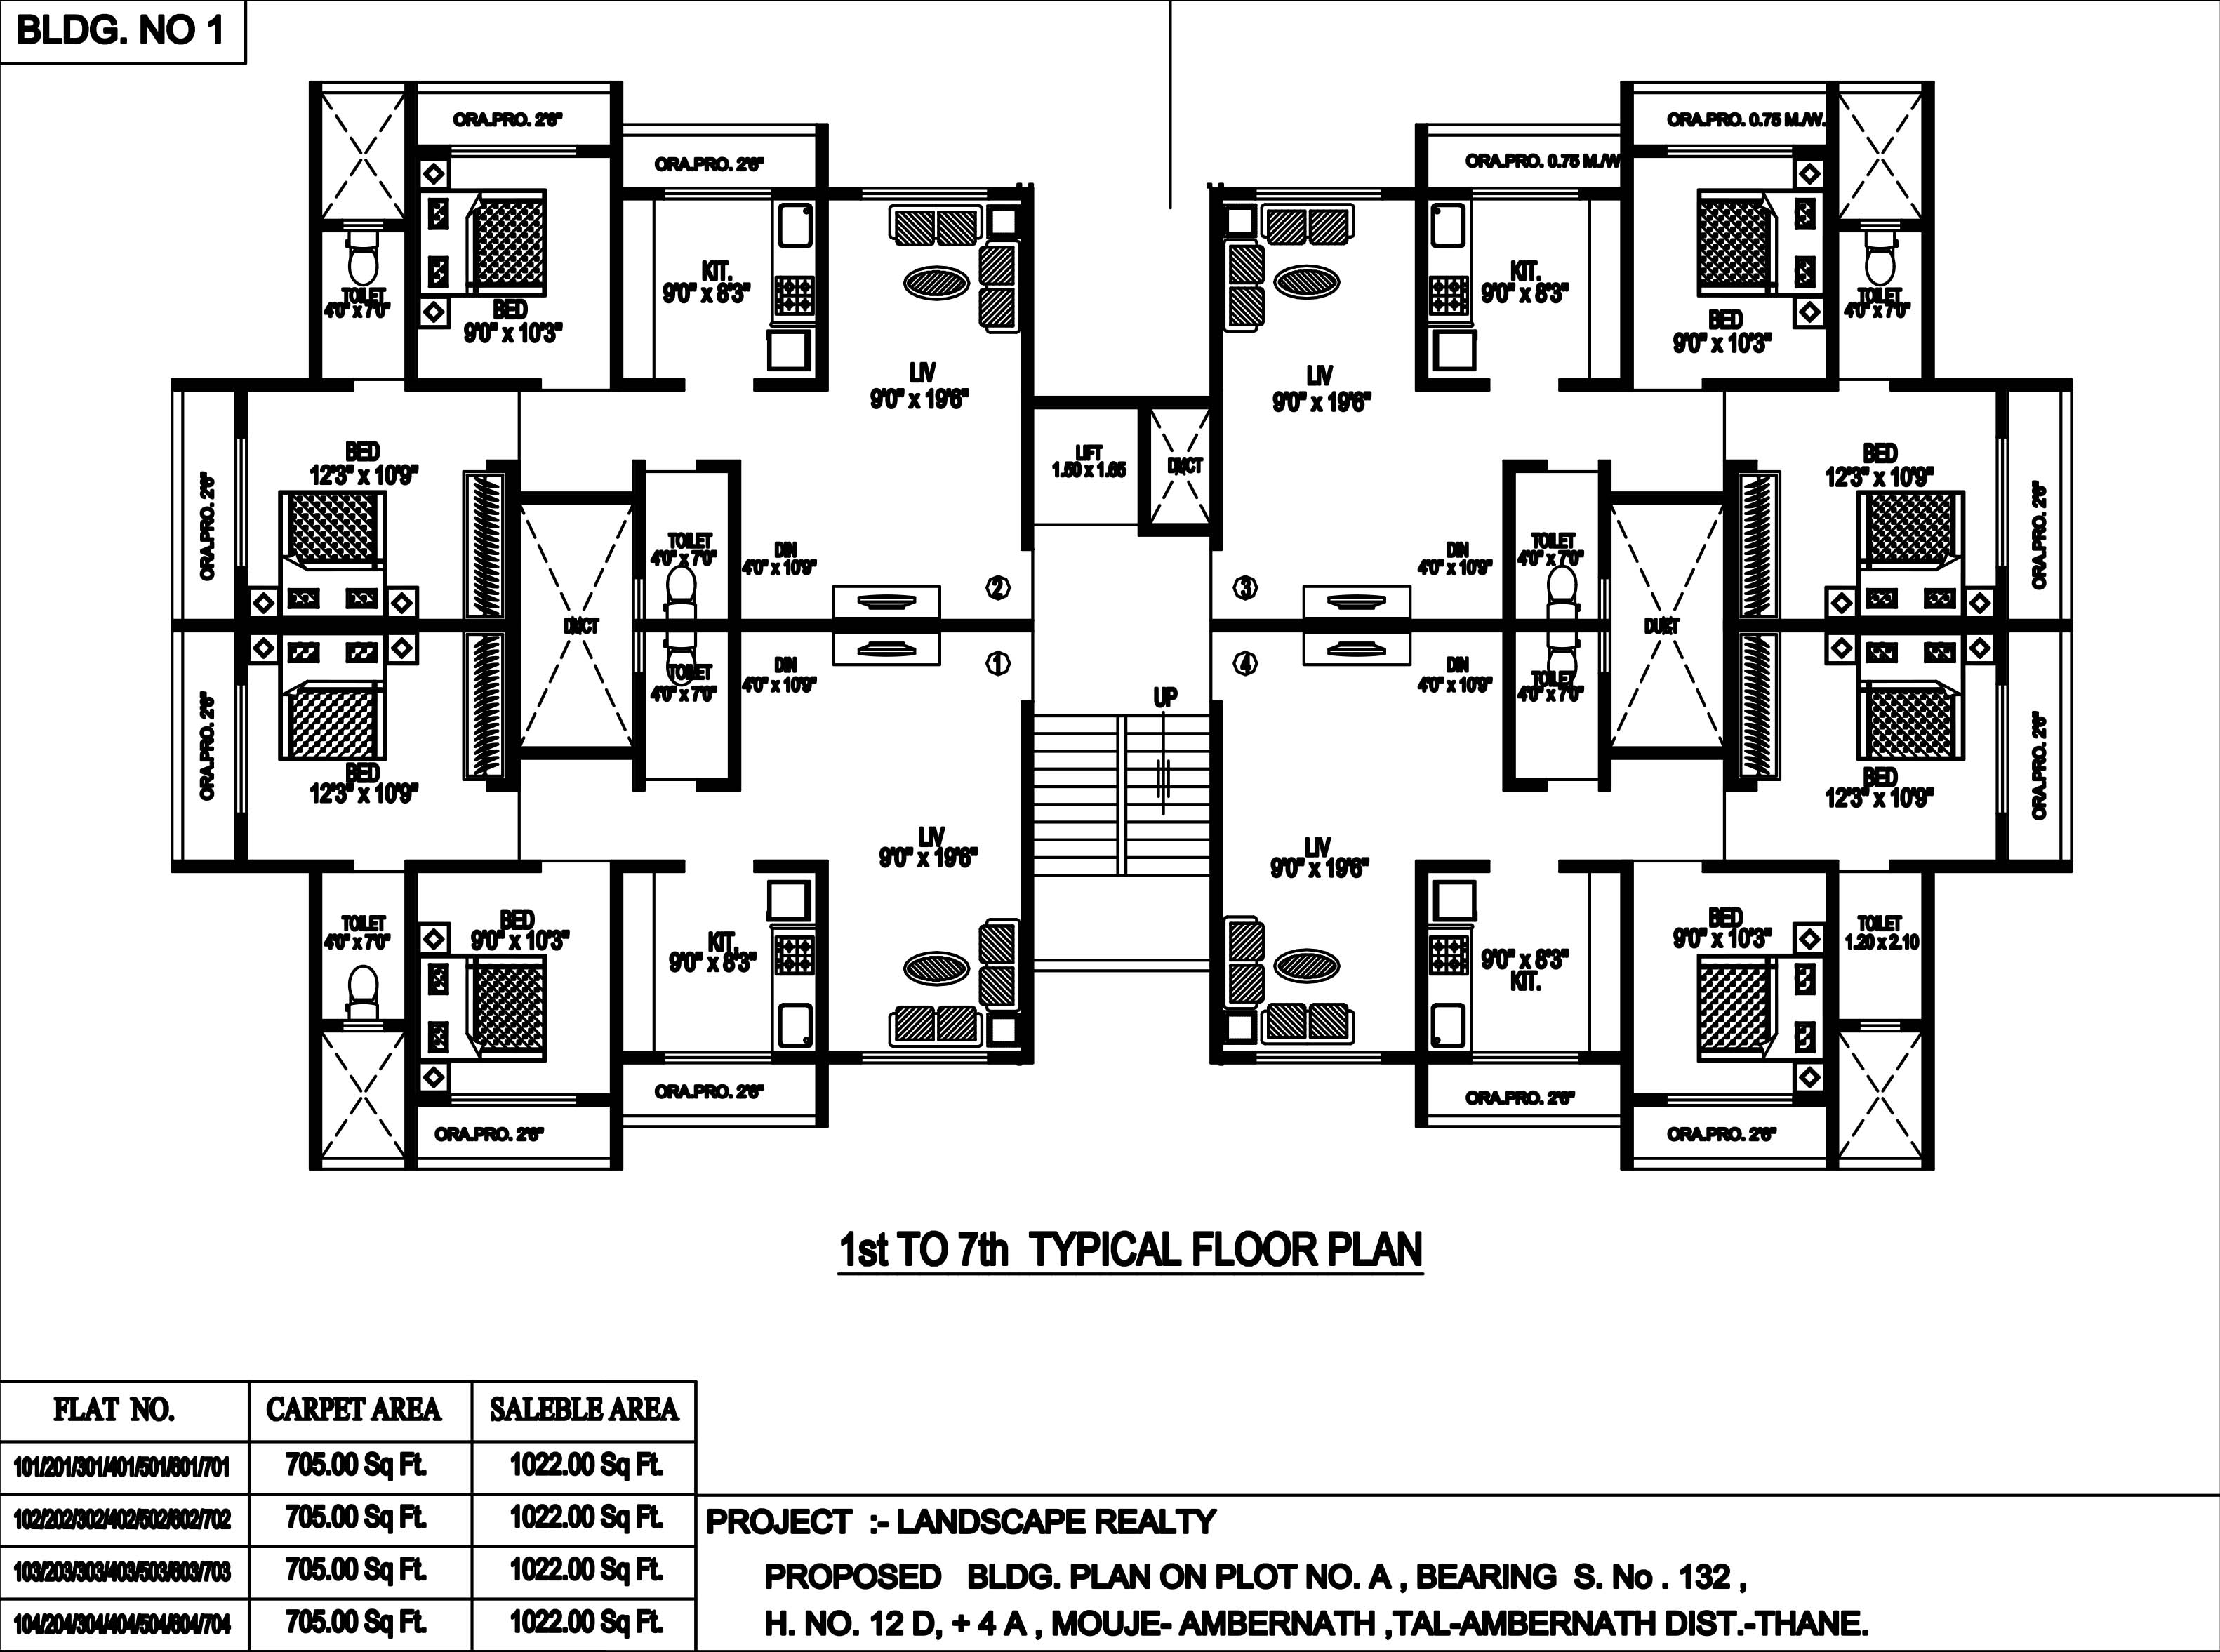 BLDG. NO 1
ORA.PRO. 2'6"
ORA.PRO. 0.75 M./W.
ORA.PRO. 2'6"
ORA.PRO. 0.75 M./W
KIT.
9'0" x 8'3"
KIT.
9'0" x 8'3"
TOILET
4'0" x 7'0"
BED
9'0" x 10'3"
BED
9'0" x 10'3"
TOILET
4'0" x 7'0"
LIV
9'0" x 19'6"
LIV
9'0" x 19'6"
BED
12'3" x 10'9"
LIFT
1.50 x 1.65
DUCT
BED
12'3" x 10'9"
ORA.PRO. 2'6"
ORA.PRO. 2'6"
TOILET
4'0" x 7'0"
DIN
4'0" x 10'9"
DIN
4'0" x 10'9"
TOILET
4'0" x 7'0"
2
3
DUCT
DUCT
1
4
TOILET
4'0" x 7'0"
DIN
4'0" x 10'9"
DIN
4'0" x 10'9"
TOILET
4'0" x 7'0"
UP
ORA.PRO. 2'6"
ORA.PRO. 2'6"
BED
12'3" x 10'9"
BED
12'3" x 10'9"
LIV
9'0" x 19'6"
LIV
9'0" x 19'6"
TOILET
4'0" x 7'0"
BED
9'0" x 10'3"
KIT.
9'0" x 8'3"
9'0" x 8'3"
KIT.
BED
9'0" x 10'3"
TOILET
1.20 x 2.10
ORA.PRO. 2'6"
ORA.PRO. 2'6"
ORA.PRO. 2'6"
ORA.PRO. 2'6"
1st TO 7th TYPICAL FLOOR PLAN
FLAT NO. CARPET AREA SALEBLE AREA
101/201/301/401/501/601/701 705.00 Sq Ft. 1022.00 Sq Ft.
102/202/302/402/502/602/702 705.00 Sq Ft. 1022.00 Sq Ft.
103/203/303/403/503/603/703 705.00 Sq Ft. 1022.00 Sq Ft.
104/204/304/404/504/604/704 705.00 Sq Ft. 1022.00 Sq Ft.
PROJECT :- LANDSCAPE REALTY
PROPOSED BLDG. PLAN ON PLOT NO. A , BEARING S. No . 132 ,
H. NO. 12 D, + 4 A , MOUJE- AMBERNATH ,TAL-AMBERNATH DIST.-THANE.